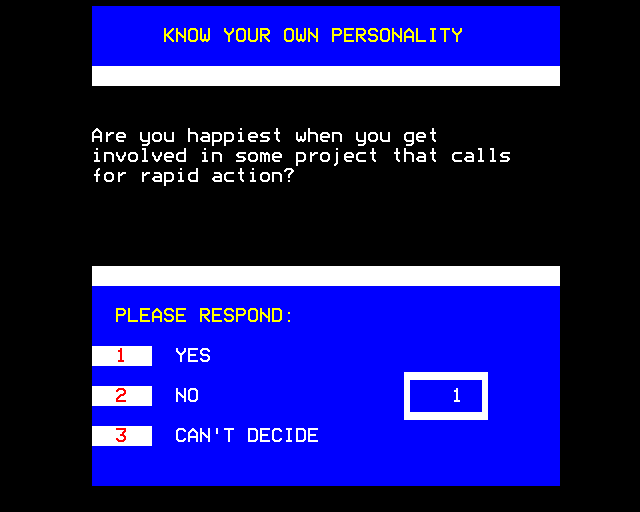 KNOW YOUR OWN PERSONALITY
Are you happiest when you get
involved in some project that calls
for rapid action?
PLEASE RESPOND:
1 YES
2 NO
1
3 CAN'T DECIDE